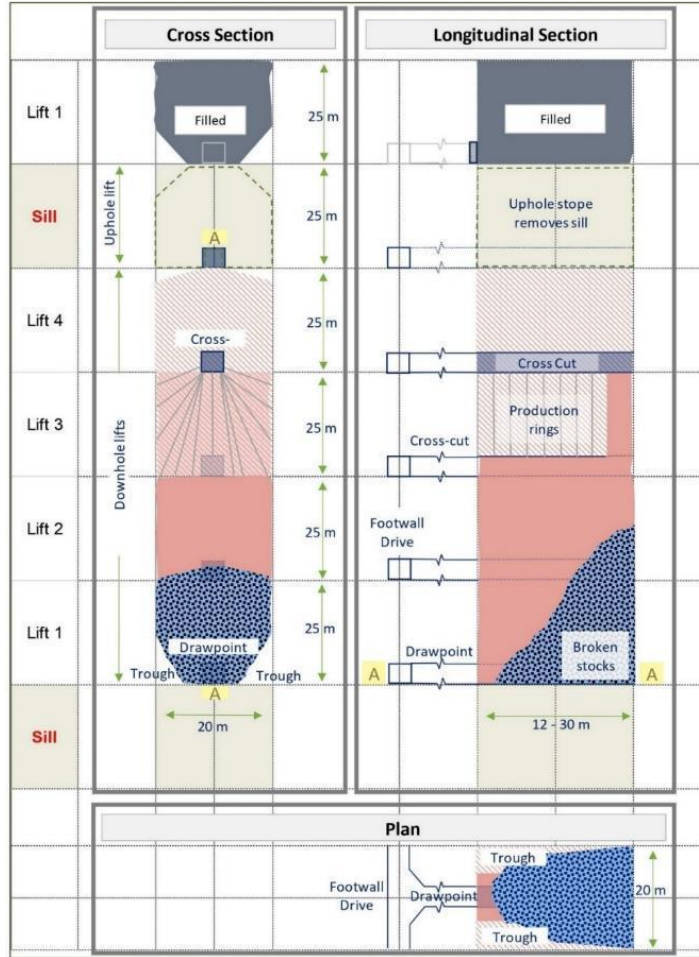 Cross Section
Longitudinal Section
Lift 1
Filled
25 m
Filled
Sill
Uphole lift
A
25 m
Uphole stope
removes sill
Lift 4
Cross-
25 m
Cross Cut
Lift 3
Downhole lifts
25 m
Production
rings
Cross-cut
Lift 2
25 m
Footwall
Drive
Lift 1
Drawpoint
Trough
Trough
25 m
Drawpoint
Broken
stocks
A
A
A
Sill
20 m
12 - 30 m
Plan
Footwall
Drive
Drawpoint
Trough
Trough
20 m